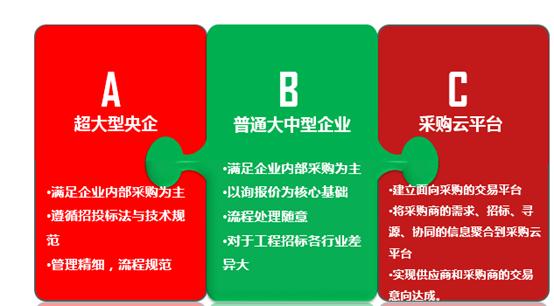 A
超大型央企
•满足企业内部采购为主
•遵循招投标法与技术规
范
•管理精细，流程规范
B
普通大中型企业
•满足企业内部采购为主
•以询报价为核心基础
•流程处理随意
•对于工程招标各行业差
异大
C
采购云平台
•建立面向采购的交易平台
•将采购商的需求、招标、寻
源、协同的信息聚合到采购云
平台
•实现供应商和采购商的交易
意向达成。